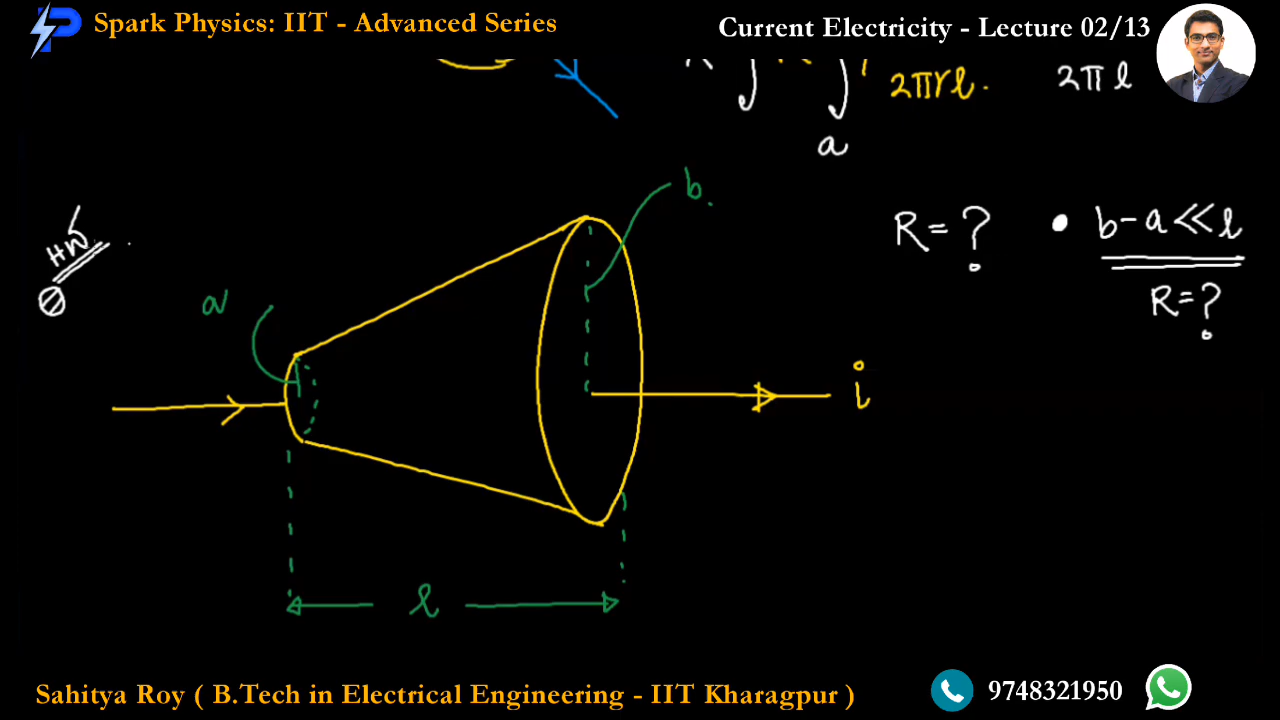 Spark Physics: IIT - Advanced Series
Current Electricity - Lecture 02/13
2πrl.
2πl
a
b.
R = ?
• b-a << l
R = ?
HW
a
i
l
Sahitya Roy ( B.Tech in Electrical Engineering - IIT Kharagpur )
9748321950